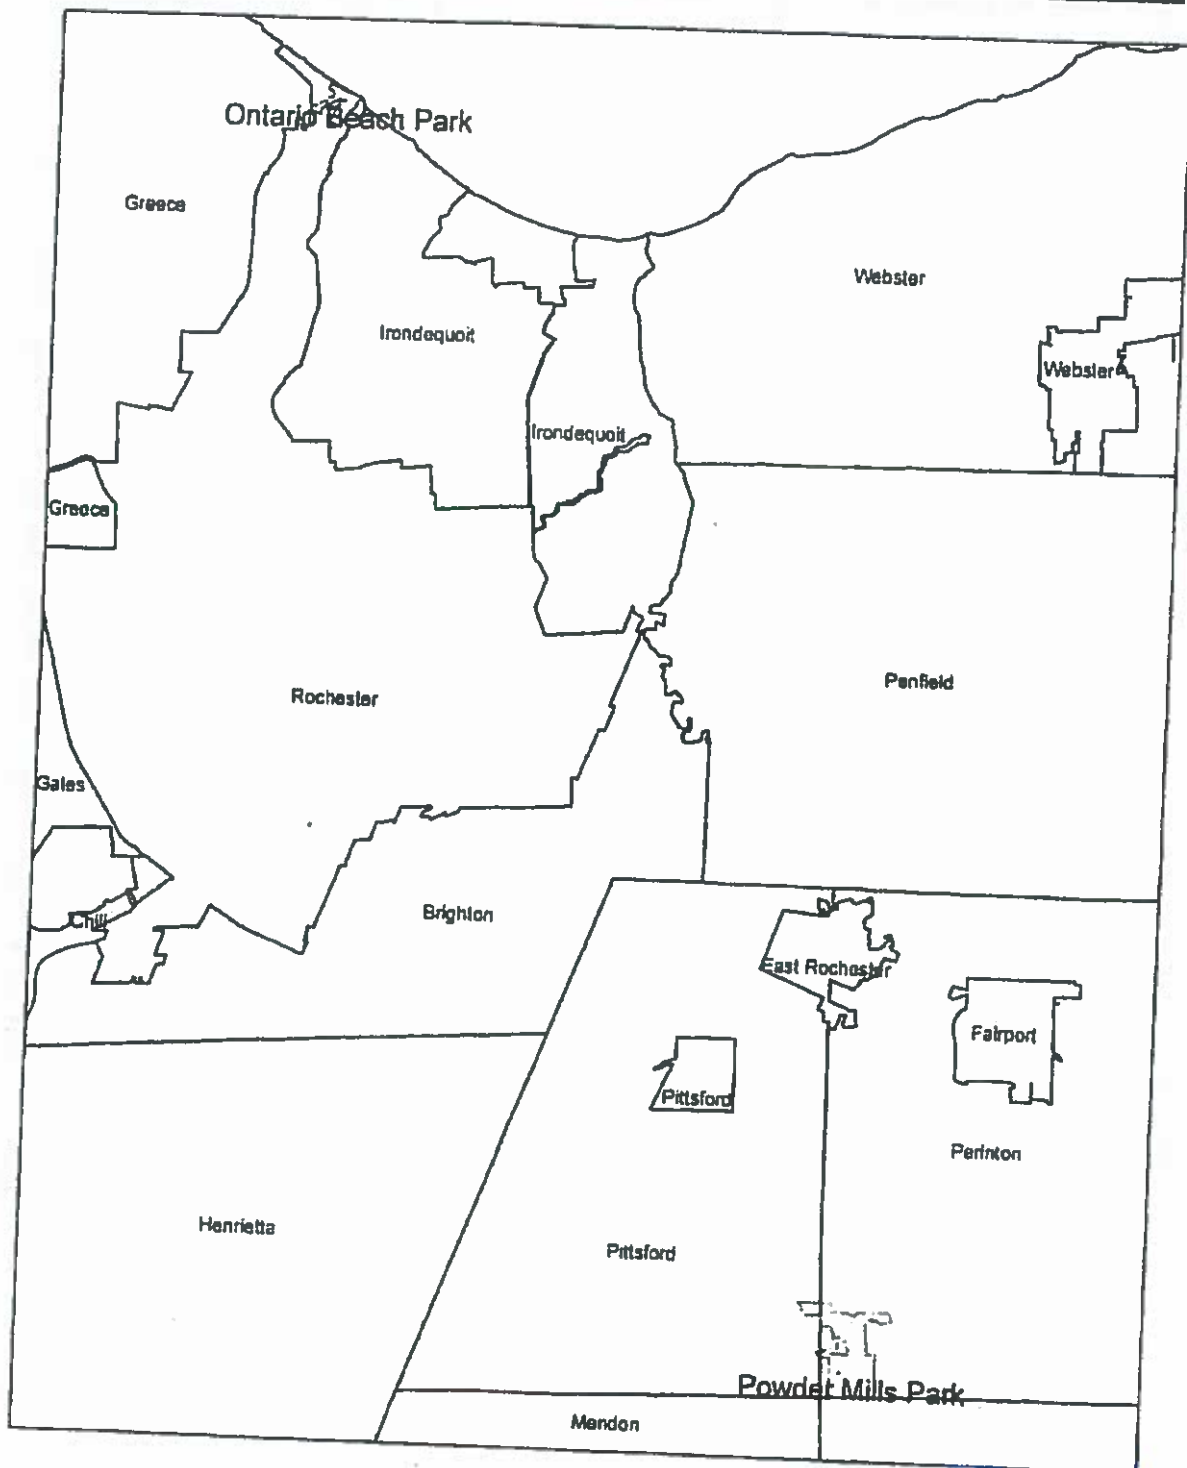 Ontario Beach Park
Greece
Webster
Irondequoit
Webster
Irondequoit
Greece
Penfield
Rochester
Gates
Brighton
Chili
East Rochester
Fairport
Pittsford
Perinton
Henrietta
Pittsford
Powder Mills Park
Mendon